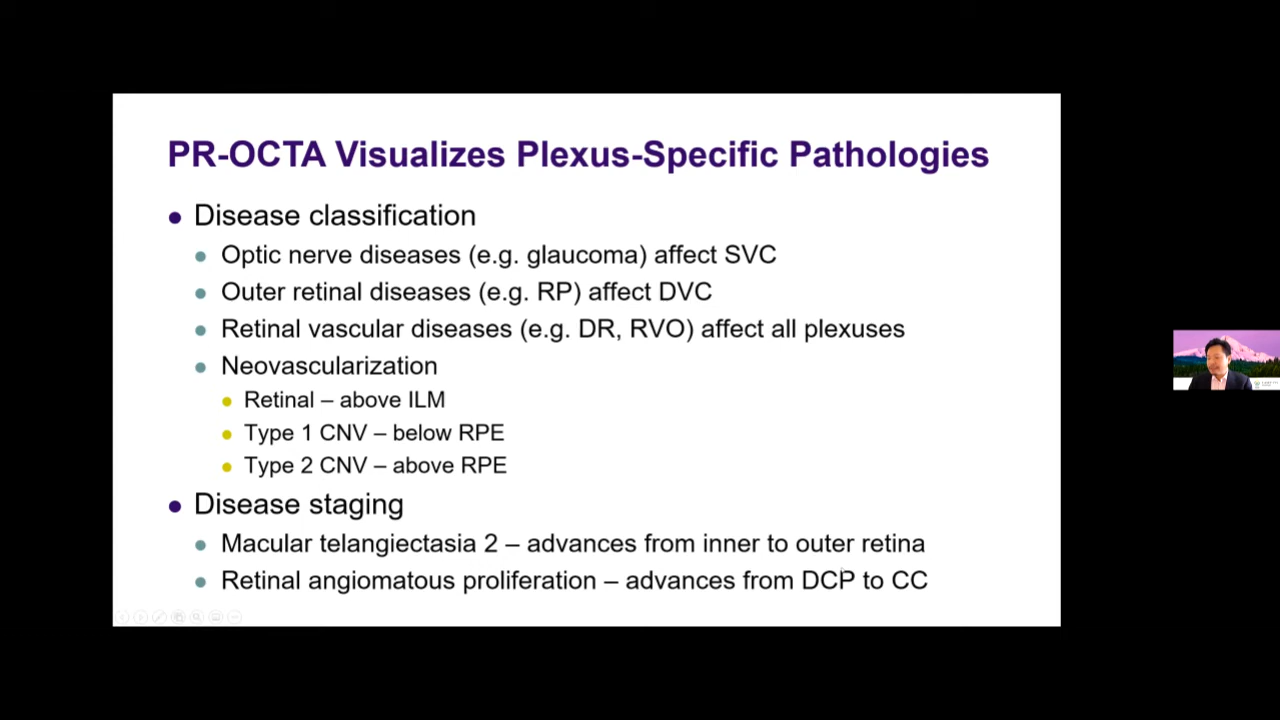 PR-OCTA Visualizes Plexus-Specific Pathologies
Disease classification
Optic nerve diseases (e.g. glaucoma) affect SVC
Outer retinal diseases (e.g. RP) affect DVC
Retinal vascular diseases (e.g. DR, RVO) affect all plexuses
Neovascularization
Retinal – above ILM
Type 1 CNV – below RPE
Type 2 CNV – above RPE
Disease staging
Macular telangiectasia 2 – advances from inner to outer retina
Retinal angiomatous proliferation – advances from DCP to CC